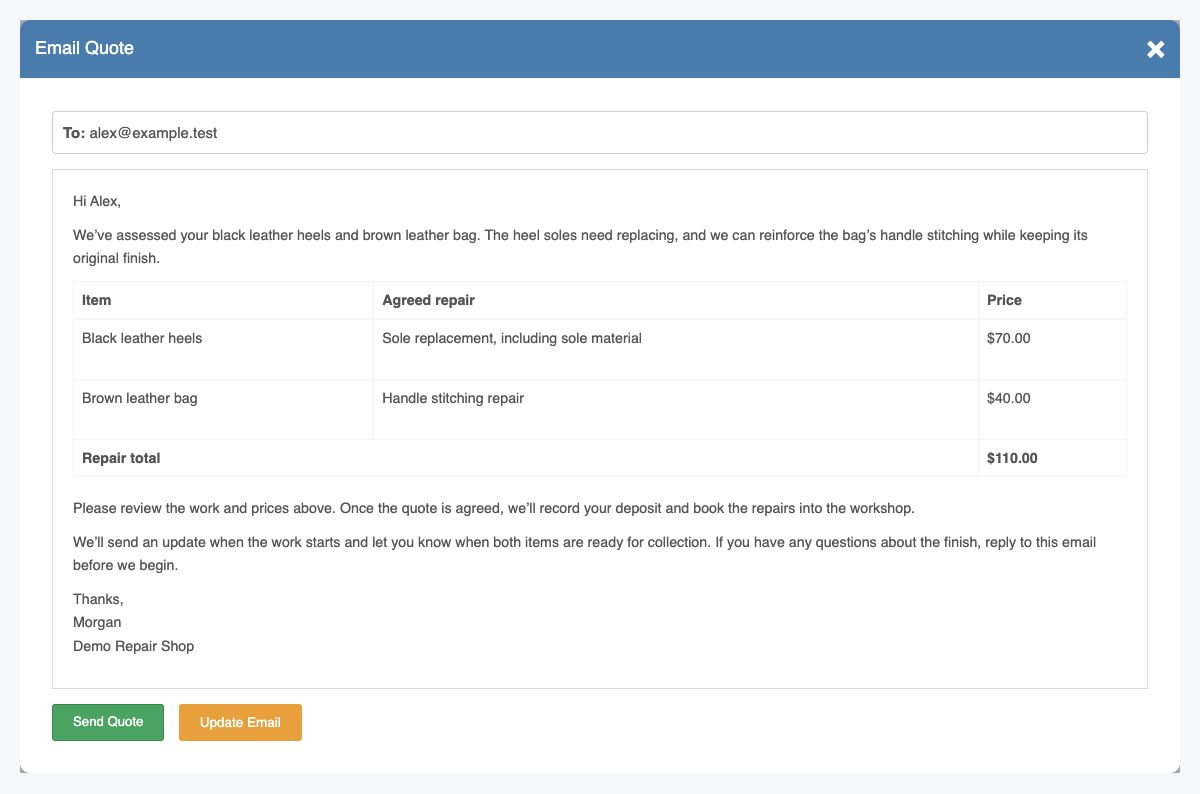 Email Quote
To: alex@example.test
Hi Alex,
We’ve assessed your black leather heels and brown leather bag. The heel soles need replacing, and we can reinforce the bag’s handle stitching while keeping its
original finish.
Item Agreed repair Price
Black leather heels Sole replacement, including sole material $70.00
Brown leather bag Handle stitching repair $40.00
Repair total $110.00
Please review the work and prices above. Once the quote is agreed, we’ll record your deposit and book the repairs into the workshop.
We’ll send an update when the work starts and let you know when both items are ready for collection. If you have any questions about the finish, reply to this email
before we begin.
Thanks,
Morgan
Demo Repair Shop
Send Quote Update Email